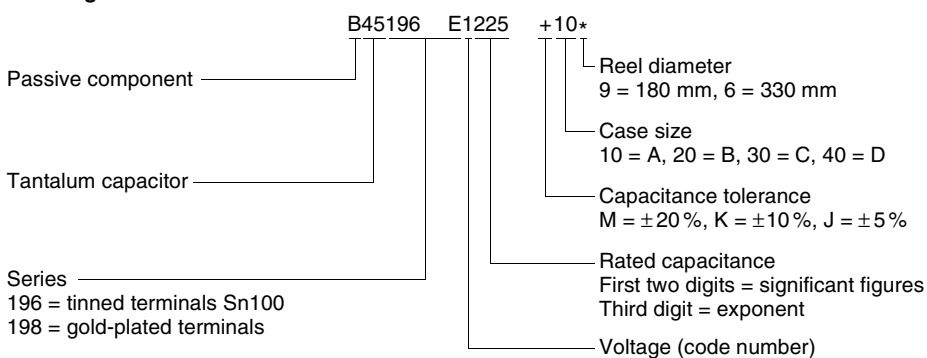 B45196 E1225 +10*
Passive component
Tantalum capacitor
Series
196 = tinned terminals Sn100
198 = gold-plated terminals
Reel diameter
9 = 180 mm, 6 = 330 mm
Case size
10 = A, 20 = B, 30 = C, 40 = D
Capacitance tolerance
M = ±20 %, K = ±10 %, J = ±5 %
Rated capacitance
First two digits = significant figures
Third digit = exponent
Voltage (code number)